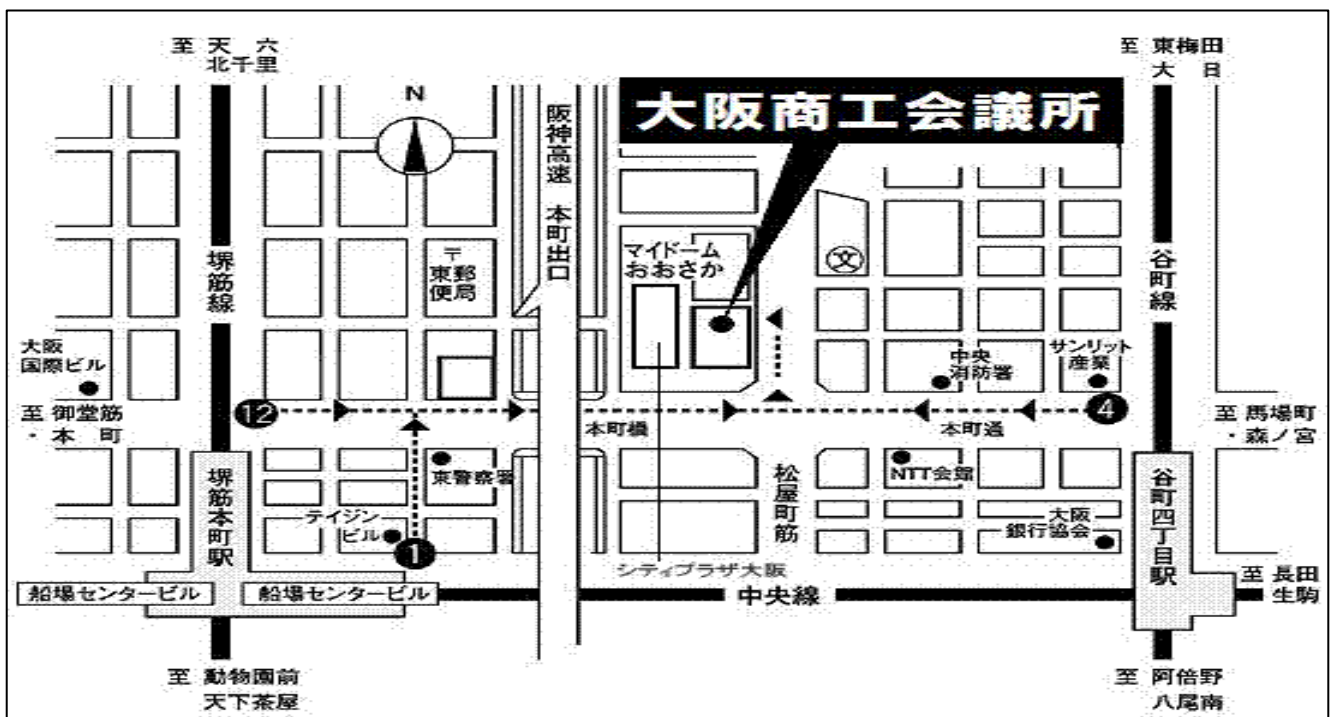 至 天 六
北千里
至 東梅田
大 日
N
大阪商工会議所
阪神高速 本町出口
堺筋線
〒
東郵
便局
マイドーム
おおさか
文
谷町線
大阪
国際ビル
中央
消防署
サンリット
産業
至 御堂筋
・本 町
12
4
至 馬場町
・森ノ宮
本町橋
本町通
東警察署
NTT会館
堺筋本町駅
松屋町筋
谷町四丁目駅
テイジン
ビル
1
大阪
銀行協会
シティプラザ大阪
船場センタービル
船場センタービル
中央線
至 長田
生駒
至 動物園前
天下茶屋
至 阿倍野
八尾南